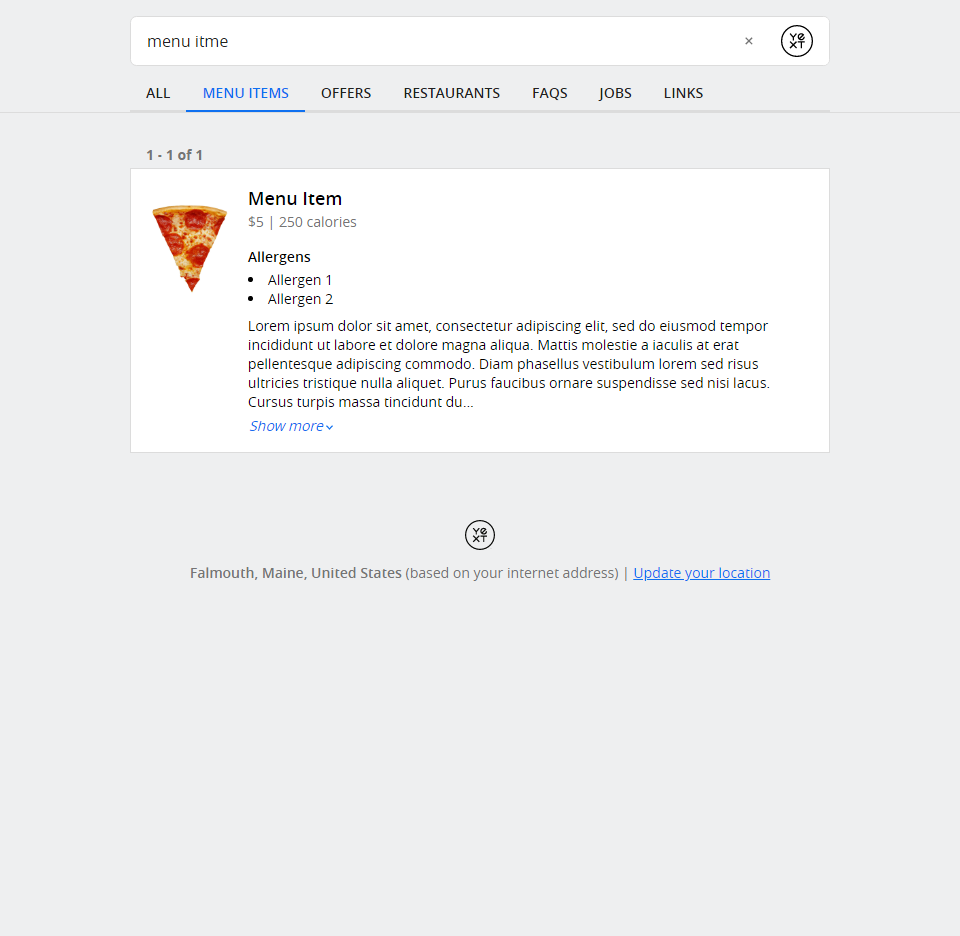 menu itme ×
YEXT
ALL MENU ITEMS OFFERS RESTAURANTS FAQS JOBS LINKS
1 - 1 of 1
Menu Item
$5 | 250 calories
Allergens
• Allergen 1
• Allergen 2
Lorem ipsum dolor sit amet, consectetur adipiscing elit, sed do eiusmod tempor
incididunt ut labore et dolore magna aliqua. Mattis molestie a iaculis at erat
pellentesque adipiscing commodo. Diam phasellus vestibulum lorem sed risus
ultricies tristique nulla aliquet. Purus faucibus ornare suspendisse sed nisi lacus.
Cursus turpis massa tincidunt du...
Show more
YEXT
Falmouth, Maine, United States (based on your internet address) | Update your location